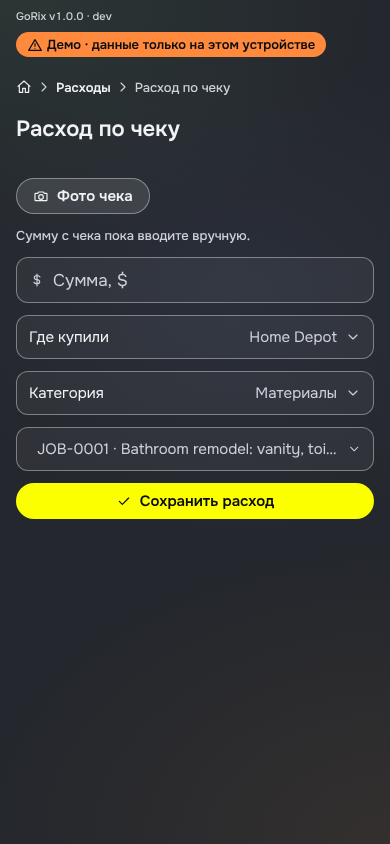 GoRix v1.0.0 · dev
Демо · данные только на этом устройстве
Расходы
Расход по чеку
Расход по чеку
Фото чека
Сумму с чека пока вводите вручную.
$ Сумма, $
Где купили Home Depot
Категория Материалы
JOB-0001 · Bathroom remodel: vanity, toi...
Сохранить расход